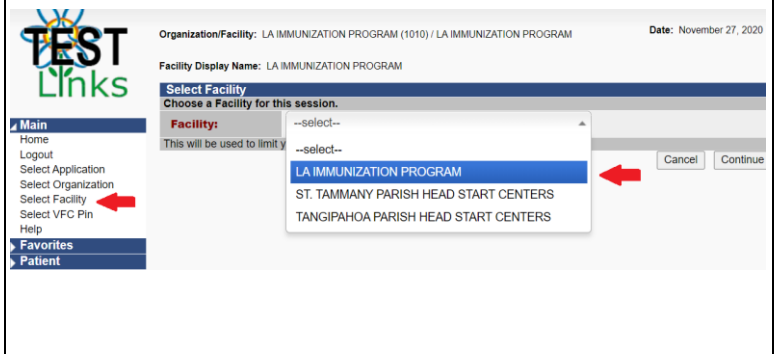 TEST
Links
Organization/Facility: LA IMMUNIZATION PROGRAM (1010) / LA IMMUNIZATION PROGRAM
Date: November 27, 2020
Facility Display Name: LA IMMUNIZATION PROGRAM
Select Facility
Choose a Facility for this session.
Facility:
--select--
This will be used to limit y
--select--
LA IMMUNIZATION PROGRAM
ST. TAMMANY PARISH HEAD START CENTERS
TANGIPAHOA PARISH HEAD START CENTERS
Cancel
Continue
Main
Home
Logout
Select Application
Select Organization
Select Facility
Select VFC Pin
Help
Favorites
Patient